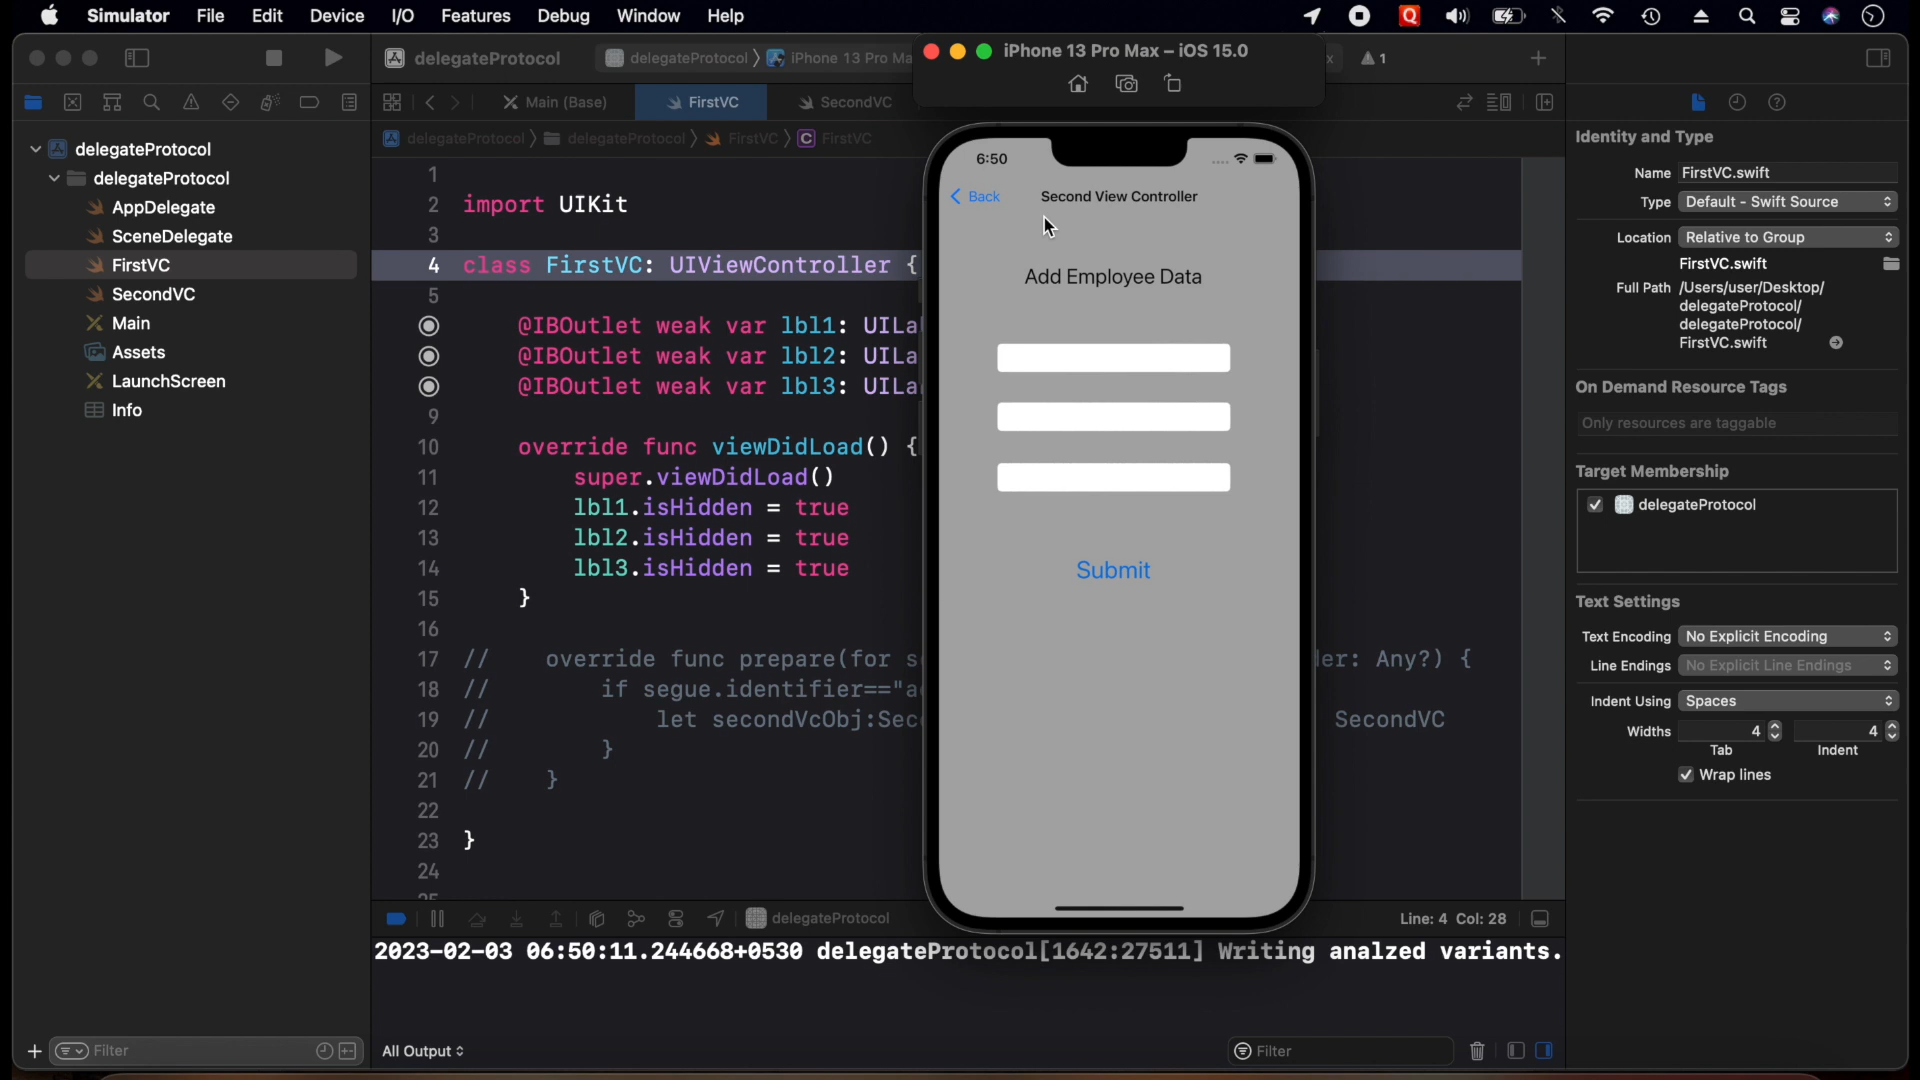 Simulator File Edit Device I/O Features Debug Window Help
delegateProtocol delegateProtocol iPhone 13 Pro Ma 1
iPhone 13 Pro Max – iOS 15.0
Main (Base) FirstVC SecondVC
delegateProtocol delegateProtocol FirstVC FirstVC
delegateProtocol
delegateProtocol
AppDelegate
SceneDelegate
FirstVC
SecondVC
Main
Assets
LaunchScreen
Info
Filter
1
2 import UIKit
3
4 class FirstVC: UIViewController {
5
@IBOutlet weak var lbl1: UILa
@IBOutlet weak var lbl2: UILa
@IBOutlet weak var lbl3: UILa
9
10 override func viewDidLoad() {
11 super.viewDidLoad()
12 lbl1.isHidden = true
13 lbl2.isHidden = true
14 lbl3.isHidden = true
15 }
16
17 // override func prepare(for s er: Any?) {
18 // if segue.identifier=="a
19 // let secondVcObj:Sec SecondVC
20 // }
21 // }
22
23 }
24
6:50
Back Second View Controller
Add Employee Data
Submit
delegateProtocol Line: 4 Col: 28
2023-02-03 06:50:11.244668+0530 delegateProtocol[1642:27511] Writing analzed variants.
All Output Filter
Identity and Type
Name FirstVC.swift
Type Default - Swift Source
Location Relative to Group
FirstVC.swift
Full Path /Users/user/Desktop/
delegateProtocol/
delegateProtocol/
FirstVC.swift
On Demand Resource Tags
Only resources are taggable
Target Membership
delegateProtocol
Text Settings
Text Encoding No Explicit Encoding
Line Endings No Explicit Line Endings
Indent Using Spaces
Widths 4 4
Tab Indent
Wrap lines